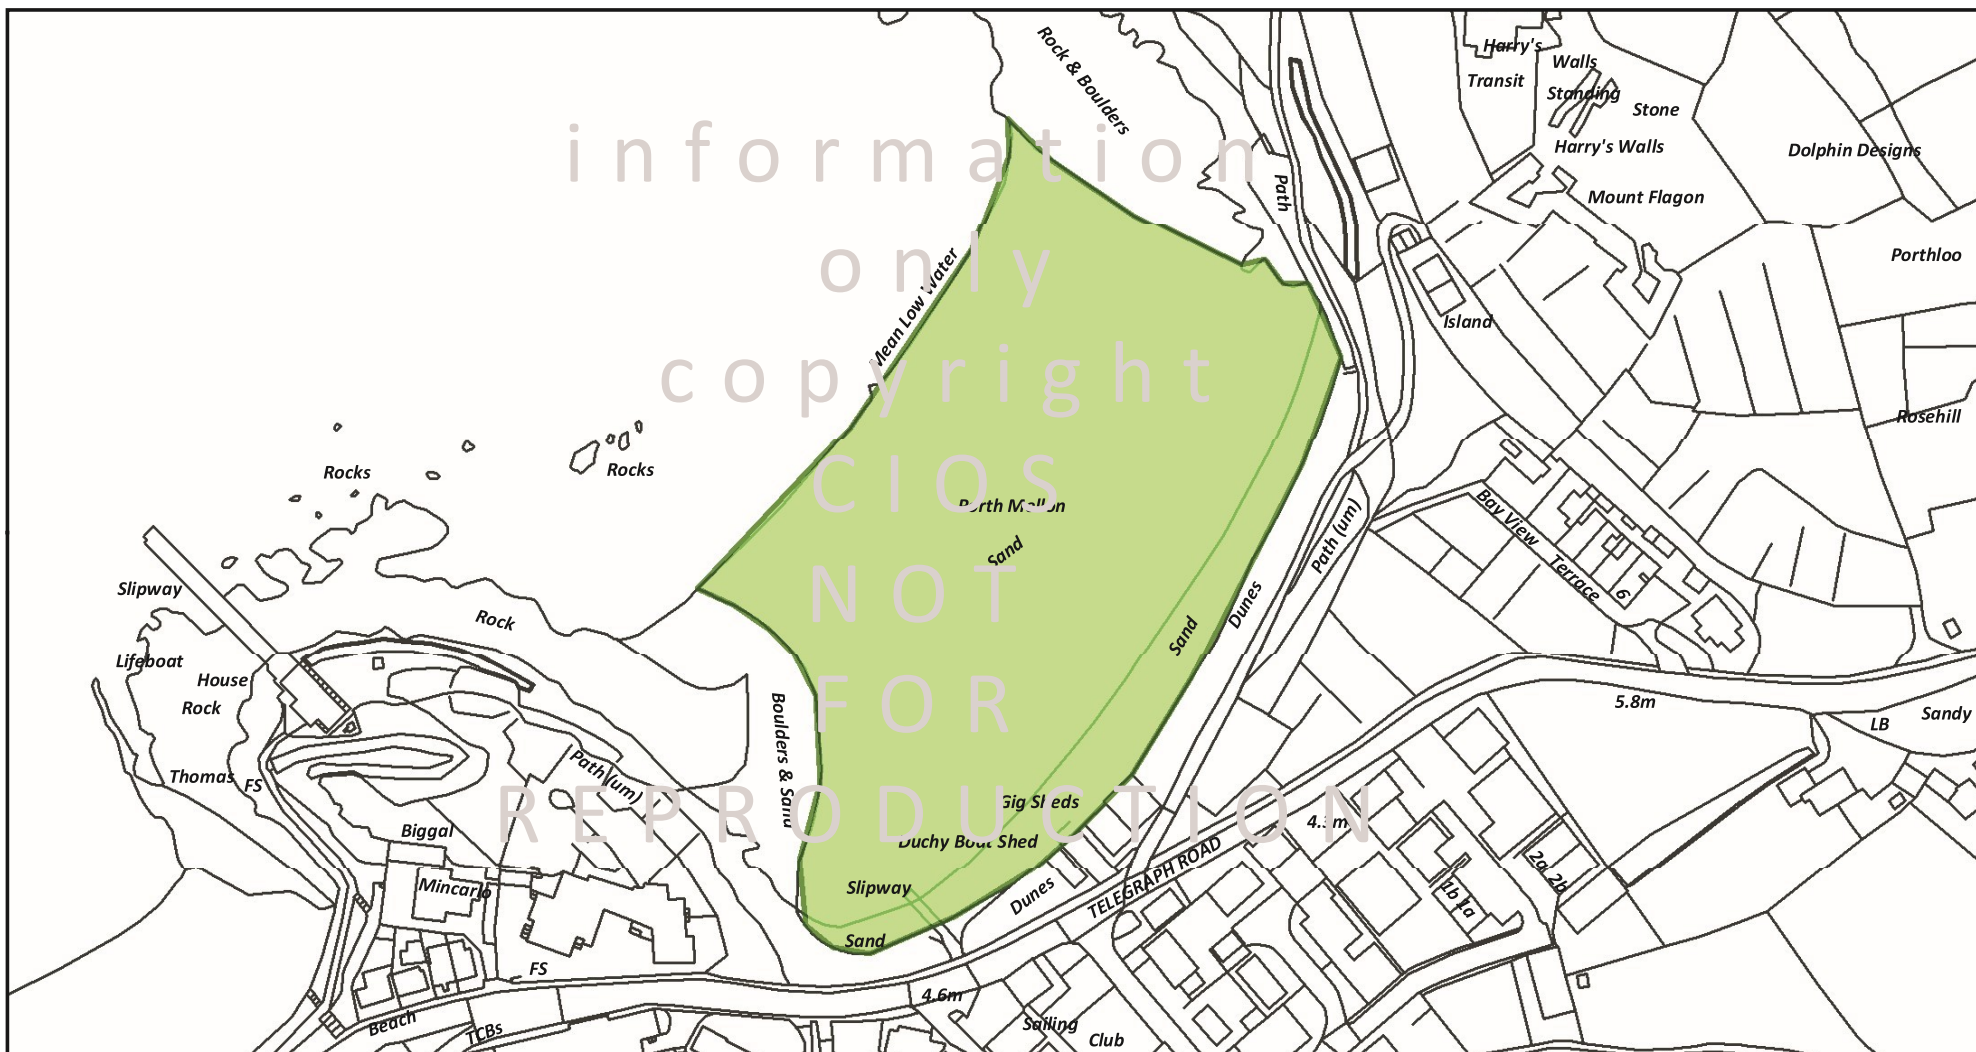 Rock & Boulders
Harry's
Walls
Transit
Standing
Stone
Harry's Walls
Dolphin Designs
Mount Flagon
Path
Porthloo
Island
Rosehill
information
only
copyright
CIOS
NOT
FOR
REPRODUCTION
Mean Low Water
Rocks
Rocks
Porth Mellon
Sand
Path (um)
Bay View Terrace
6
Slipway
Rock
Dunes
Sand
Lifeboat
House
Rock
5.8m
LB
Sandy
Boulders & Sand
Thomas
FS
Path (um)
Gig Sheds
4.3m
Biggal
Duchy Boat Shed
TELEGRAPH ROAD
Mincarlo
Slipway
Dunes
2a 2b
1b 1a
Sand
FS
4.6m
Beach
TCBs
Sailing
Club